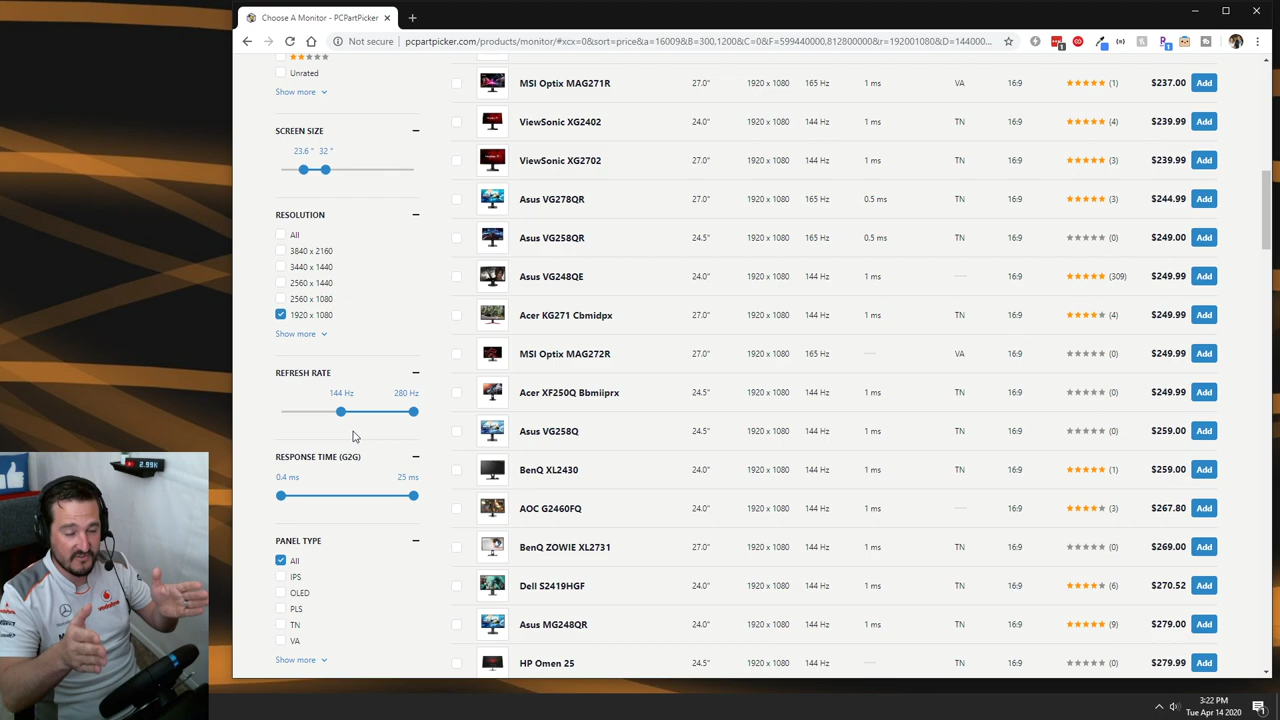 Choose A Monitor - PCPartPicker
Not secure | pcpartpicker.com/products/monitor/#xcx=0&sort=price&a=16009&B=390,1200&C=0&F=599440000,812800000&r=192001080&D=144000...
Unrated
Show more
SCREEN SIZE
23.6 " 32 "
RESOLUTION
All
3840 x 2160
3440 x 1440
2560 x 1440
2560 x 1080
1920 x 1080
Show more
REFRESH RATE
144 Hz 280 Hz
RESPONSE TIME (G2G)
0.4 ms 25 ms
PANEL TYPE
All
IPS
OLED
PLS
TN
VA
Show more
MSI Optix MAG271R 27.0" 1920 x 1080 165 Hz 1 ms VA 16:9 (1) $237.00 Add
ViewSonic XG2402 24.0" 1920 x 1080 144 Hz 1 ms TN 16:9 (4) $239.99 Add
ViewSonic XG2702 27.0" 1920 x 1080 144 Hz 1 ms TN 16:9 (3) $239.99 Add
Asus VG278QR 27.0" 1920 x 1080 165 Hz 0.5 ms TN 16:9 (3) $244.99 Add
Asus VG258QR 24.5" 1920 x 1080 165 Hz 0.5 ms TN 16:9 (0) $249.00 Add
Asus VG248QE 24.0" 1920 x 1080 144 Hz 1 ms 16:9 (309) $249.99 Add
Acer KG271 Cbmidpx 27.0" 1920 x 1080 144 Hz 1 ms TN 16:9 (4) $249.99 Add
MSI Optix MAG272R 27.0" 1920 x 1080 165 Hz VA 16:9 (0) $249.99 Add
Acer XF250Q Bbmiiprx 24.5" 1920 x 1080 144 Hz 1 ms TN 16:9 (0) $249.99 Add
Asus VG258Q 24.5" 1920 x 1080 144 Hz 1 ms TN 16:9 (0) $259.00 Add
BenQ XL2430 24.0" 1920 x 1080 144 Hz 1 ms TN 16:9 (1) $259.00 Add
AOC G2460FQ 24.0" 1920 x 1080 144 Hz 1 ms 16:9 (3) $267.80 Add
BenQ ZOWIE XL2731 27.0" 1920 x 1080 144 Hz 1 ms TN 16:9 (0) $269.00 Add
Dell S2419HGF 24.0" 1920 x 1080 144 Hz 1 ms TN 16:9 (6) $270.52 Add
Asus MG248QR 24.0" 1920 x 1080 144 Hz 1 ms TN 16:9 (9) $279.00 Add
HP Omen 25 24.5" 1920 x 1080 144 Hz TN 16:9 (0) Add
2.99K
vodafone
3:22 PM
Tue Apr 14 2020